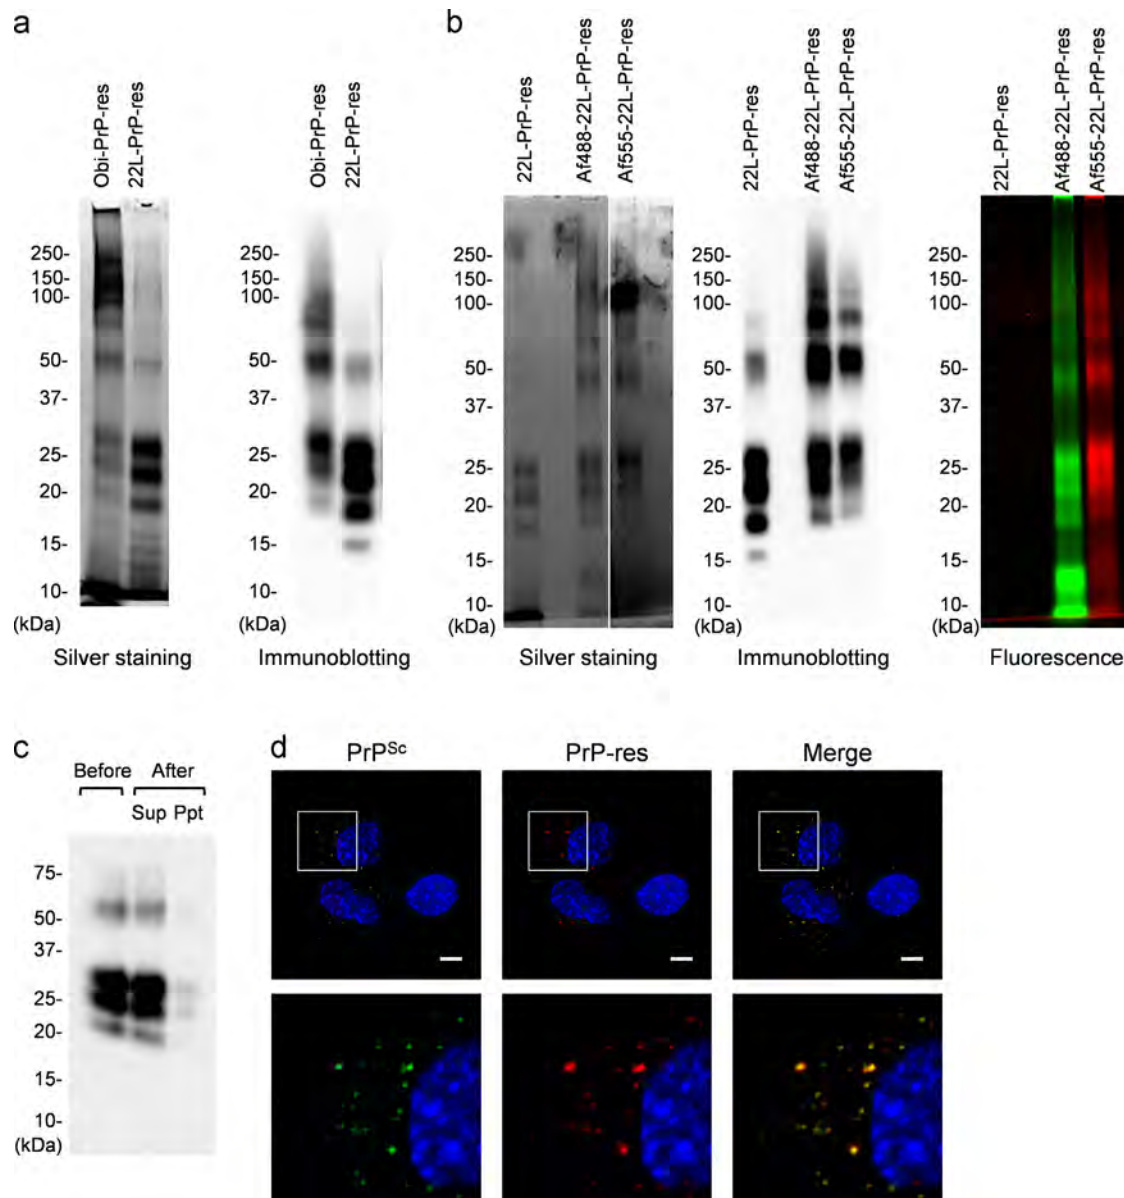 a
Obi-PrP-res
22L-PrP-res
250-
150-
100-
50-
37-
25-
20-
15-
10-
(kDa)
Silver staining
Obi-PrP-res
22L-PrP-res
250-
150-
100-
50-
37-
25-
20-
15-
10-
(kDa)
Immunoblotting
b
22L-PrP-res
Af488-22L-PrP-res
Af555-22L-PrP-res
250-
150-
100-
50-
37-
25-
20-
15-
10-
(kDa)
Silver staining
22L-PrP-res
Af488-22L-PrP-res
Af555-22L-PrP-res
250-
150-
100-
50-
37-
25-
20-
15-
10-
(kDa)
Immunoblotting
22L-PrP-res
Af488-22L-PrP-res
Af555-22L-PrP-res
250-
150-
100-
50-
37-
25-
20-
15-
10-
(kDa)
Fluorescence
c
Before After
Sup Ppt
75-
50-
37-
25-
20-
15-
10-
(kDa)
d
PrPSc PrP-res Merge